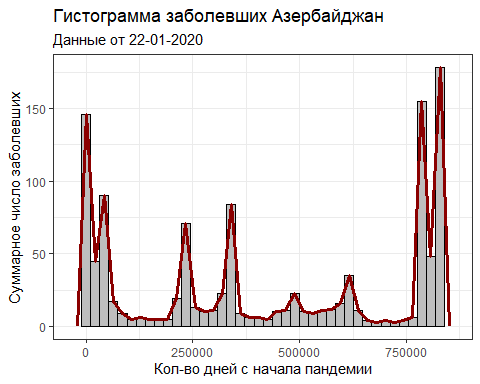 Гистограмма заболевших Азербайджан
Данные от 22-01-2020
Суммарное число заболевших
150
100
50
0
0 250000 500000 750000
Кол-во дней с начала пандемии